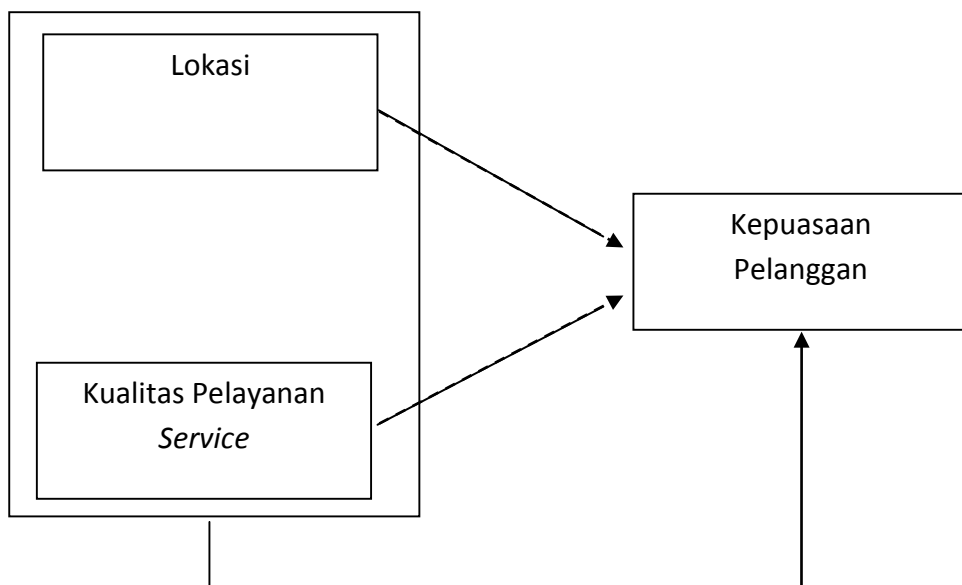 Lokasi
Kepuasaan
Pelanggan
Kualitas Pelayanan
Service